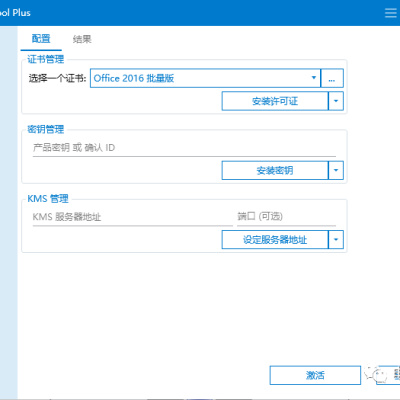 ool Plus
配置 结果
证书管理
选择一个证书: Office 2016 批量版 ...
安装许可证
密钥管理
产品密钥 或 确认 ID
安装密钥
KMS 管理
KMS 服务器地址 端口 (可选)
设定服务器地址
激活